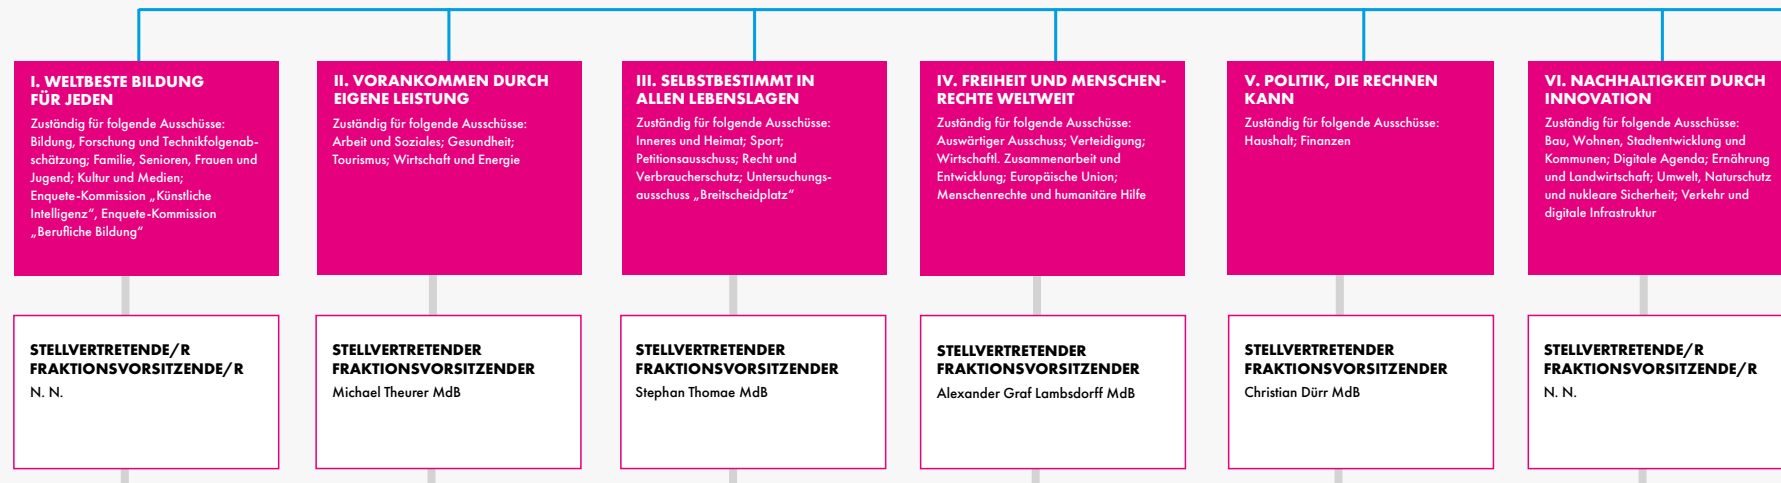 I. WELTBESTE BILDUNG
FÜR JEDEN
Zuständig für folgende Ausschüsse:
Bildung, Forschung und Technikfolgenab-
schätzung; Familie, Senioren, Frauen und
Jugend; Kultur und Medien;
Enquete-Kommission „Künstliche
Intelligenz“, Enquete-Kommission
„Berufliche Bildung“
II. VORANKOMMEN DURCH
EIGENE LEISTUNG
Zuständig für folgende Ausschüsse:
Arbeit und Soziales; Gesundheit;
Tourismus; Wirtschaft und Energie
III. SELBSTBESTIMMT IN
ALLEN LEBENSLAGEN
Zuständig für folgende Ausschüsse:
Inneres und Heimat; Sport;
Petitionsausschuss; Recht und
Verbraucherschutz; Untersuchungs-
ausschuss „Breitscheidplatz“
IV. FREIHEIT UND MENSCHEN-
RECHTE WELTWEIT
Zuständig für folgende Ausschüsse:
Auswärtiger Ausschuss; Verteidigung;
Wirtschaftl. Zusammenarbeit und
Entwicklung; Europäische Union;
Menschenrechte und humanitäre Hilfe
V. POLITIK, DIE RECHNEN
KANN
Zuständig für folgende Ausschüsse:
Haushalt; Finanzen
VI. NACHHALTIGKEIT DURCH
INNOVATION
Zuständig für folgende Ausschüsse:
Bau, Wohnen, Stadtentwicklung und
Kommunen; Digitale Agenda; Ernährung
und Landwirtschaft; Umwelt, Naturschutz
und nukleare Sicherheit; Verkehr und
digitale Infrastruktur
STELLVERTRETENDE/R
FRAKTIONSVORSITZENDE/R
N. N.
STELLVERTRETENDER
FRAKTIONSVORSITZENDER
Michael Theurer MdB
STELLVERTRETENDER
FRAKTIONSVORSITZENDER
Stephan Thomae MdB
STELLVERTRETENDER
FRAKTIONSVORSITZENDER
Alexander Graf Lambsdorff MdB
STELLVERTRETENDER
FRAKTIONSVORSITZENDER
Christian Dürr MdB
STELLVERTRETENDE/R
FRAKTIONSVORSITZENDE/R
N. N.